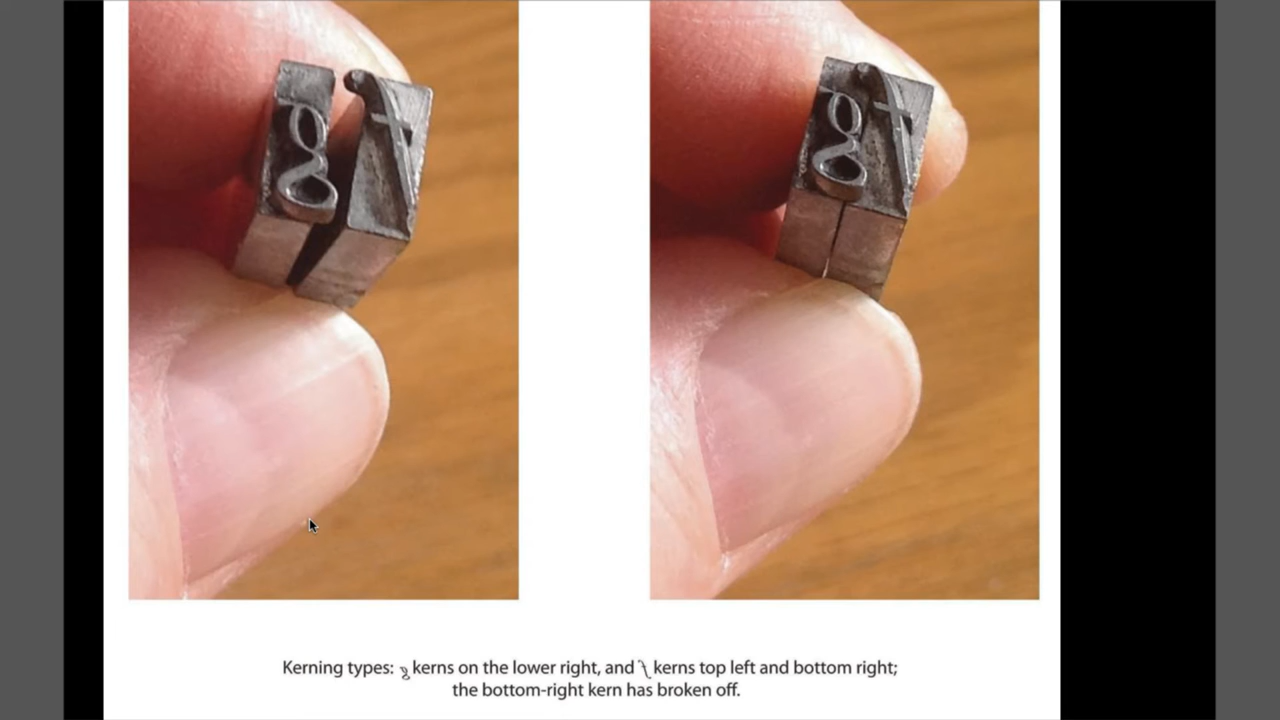 g f
g f
Kerning types: g kerns on the lower right, and f kerns top left and bottom right;
the bottom-right kern has broken off.